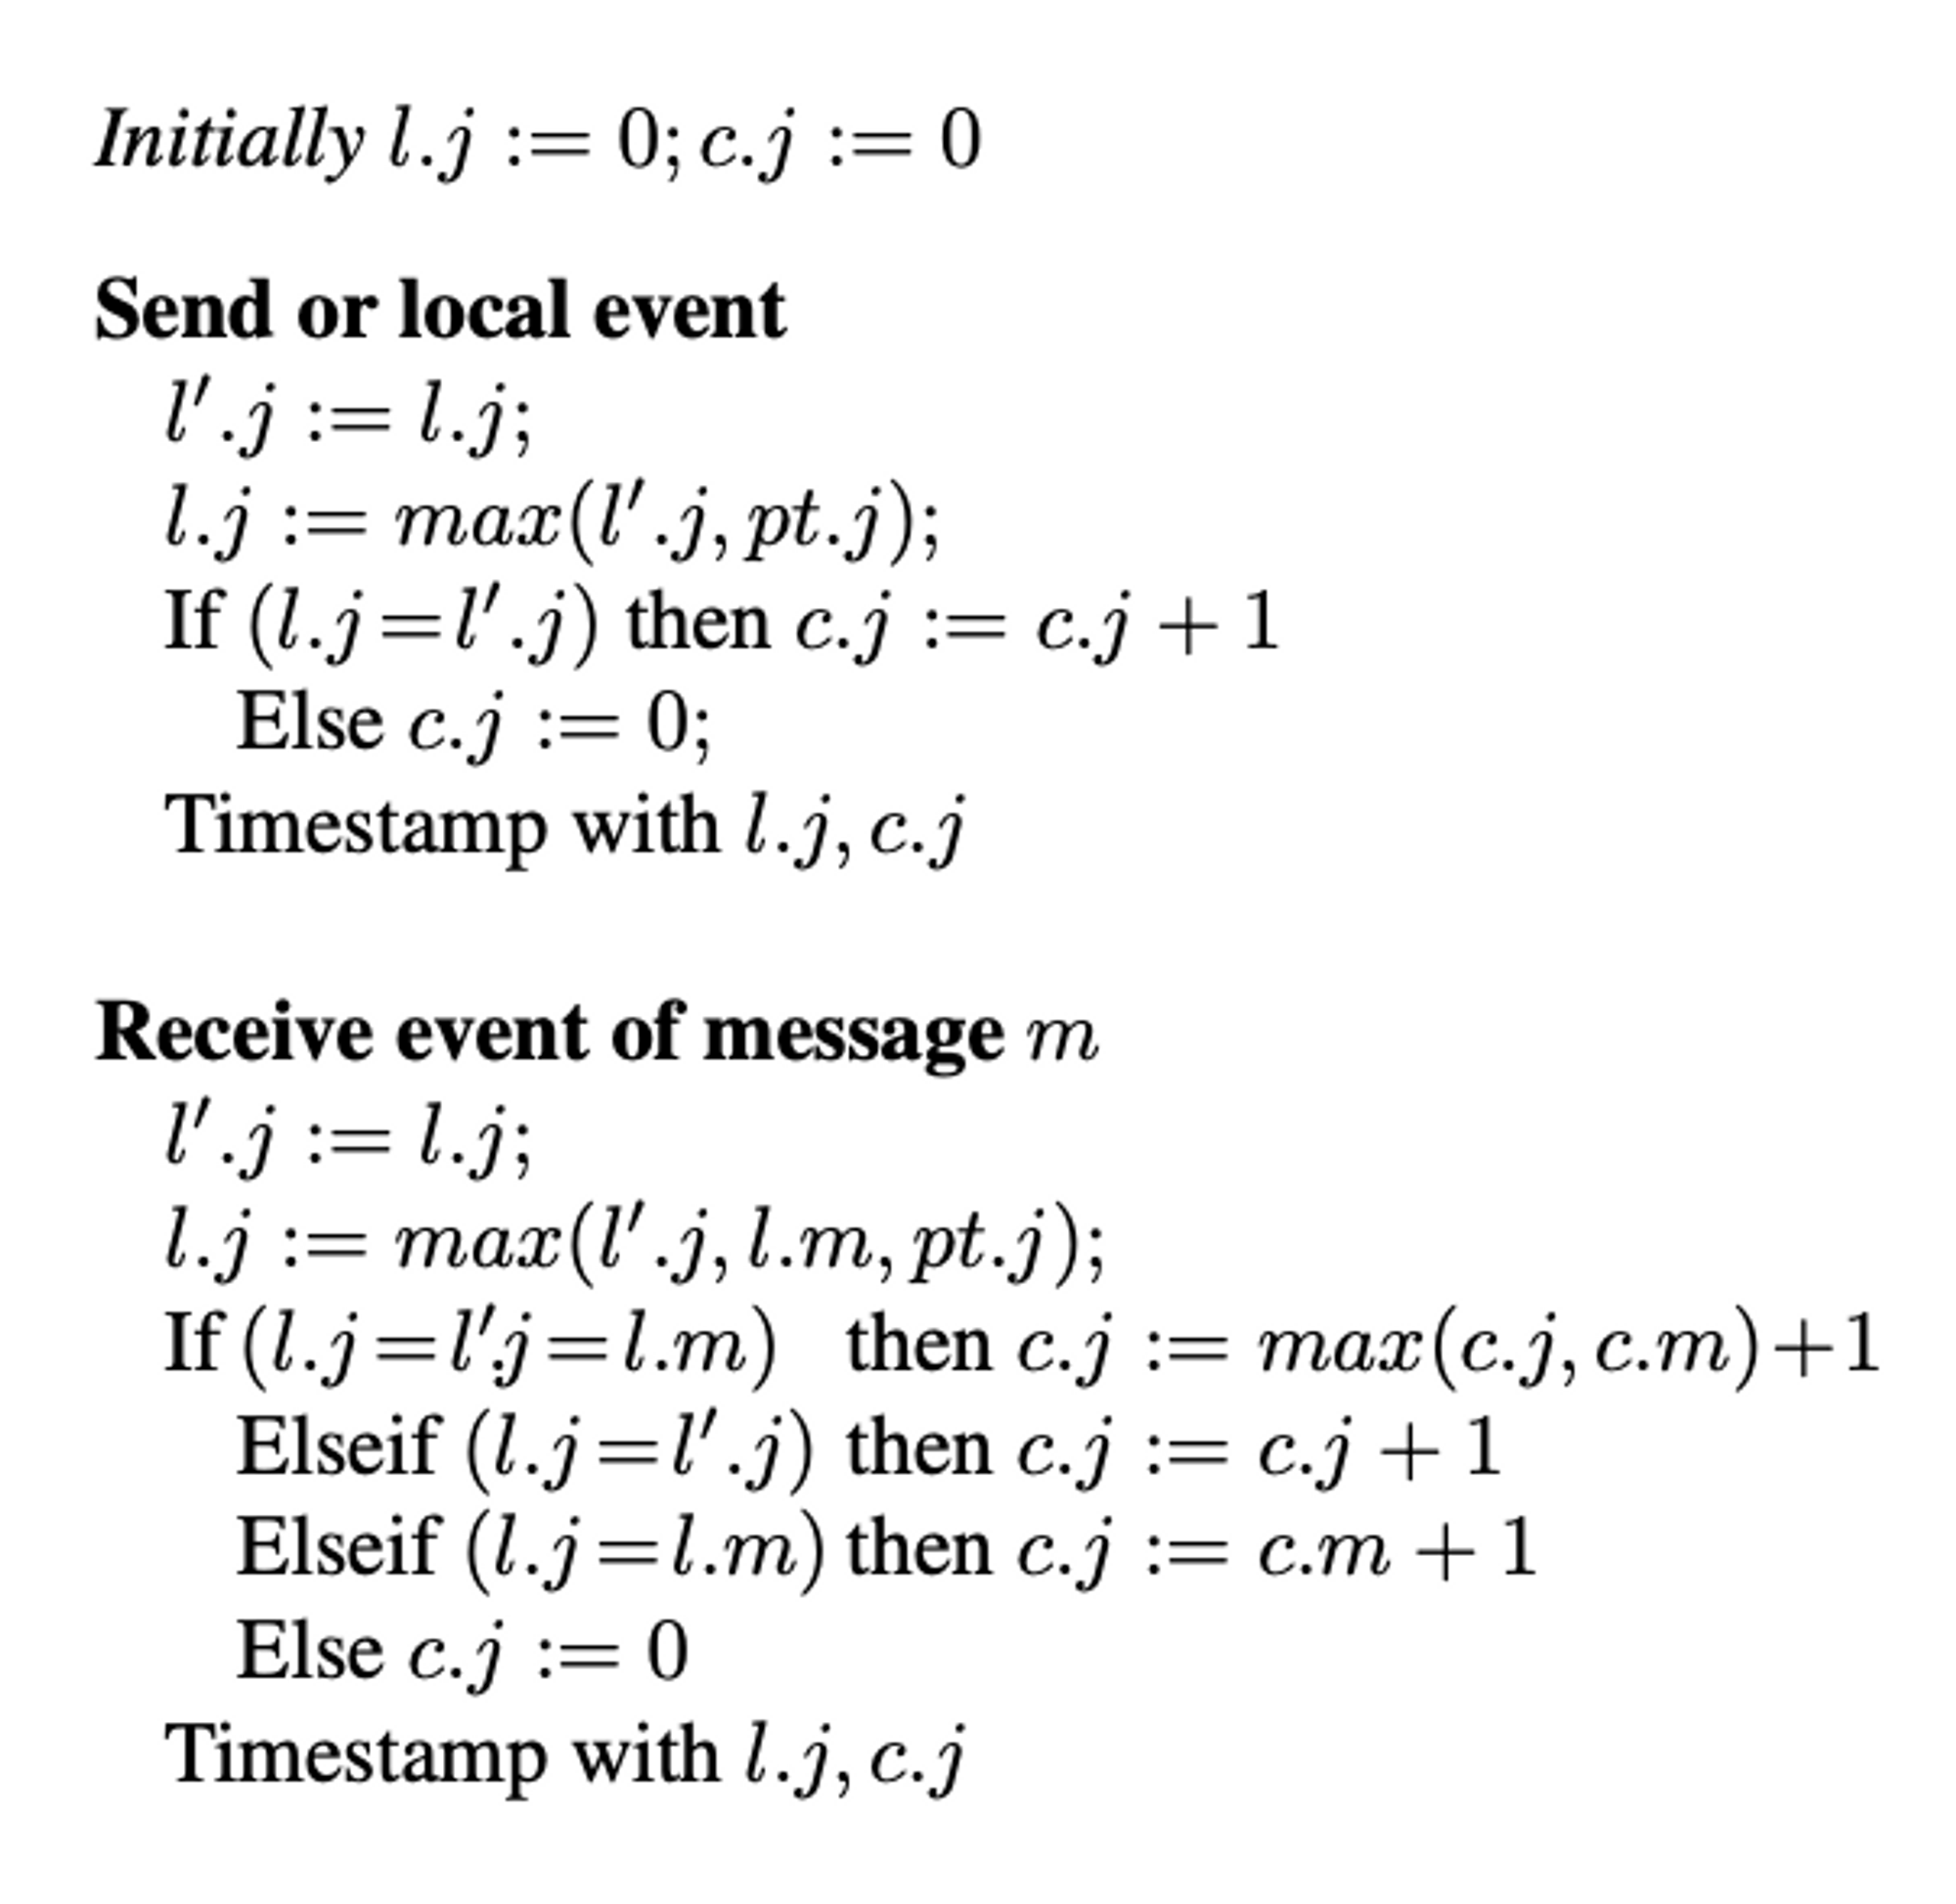 Initially l.j := 0; c.j := 0
Send or local event
l′.j := l.j;
l.j := max(l′.j, pt.j);
If (l.j=l′.j) then c.j := c.j + 1
Else c.j := 0;
Timestamp with l.j, c.j
Receive event of message m
l′.j := l.j;
l.j := max(l′.j, l.m, pt.j);
If (l.j=l′.j=l.m) then c.j := max(c.j, c.m)+1
Elseif (l.j=l′.j) then c.j := c.j + 1
Elseif (l.j=l.m) then c.j := c.m + 1
Else c.j := 0
Timestamp with l.j, c.j